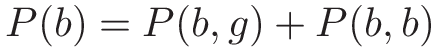 P(b) = P(b, g) + P(b, b)